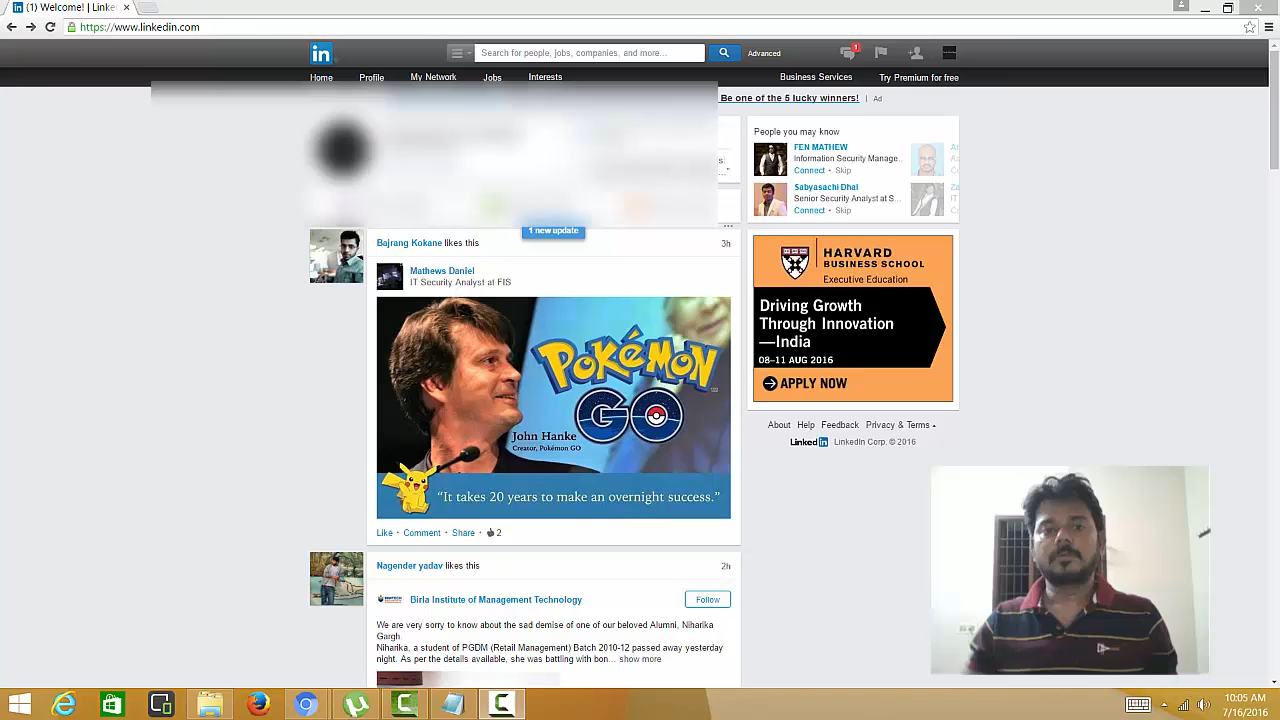 (1) Welcome! | Linke
https://www.linkedin.com
in
Search for people, jobs, companies, and more...
Advanced
1
Home Profile My Network Jobs Interests
Business Services Try Premium for free
Be one of the 5 lucky winners! | Ad
People you may know
FEN MATHEW
Information Security Manage..
Connect • Skip
Sabyasachi Dhal
Senior Security Analyst at S...
Connect • Skip
1 new update
Bajrang Kokane likes this
3h
Mathews Daniel
IT Security Analyst at FIS
POKÉMON
GO
John Hanke
Creator, Pokémon GO
“It takes 20 years to make an overnight success.”
Like • Comment • Share • 2
HARVARD
BUSINESS SCHOOL
Executive Education
Driving Growth
Through Innovation
—India
08–11 AUG 2016
APPLY NOW
About Help Feedback Privacy & Terms
Linked in LinkedIn Corp. © 2016
Nagender yadav likes this
2h
Birla Institute of Management Technology
Follow
We are very sorry to know about the sad demise of one of our beloved Alumni, Niharika
Gargh.
Niharika, a student of PGDM (Retail Management) Batch 2010-12 passed away yesterday
night. As per the details available, she was battling with bon... show more
10:05 AM
7/16/2016